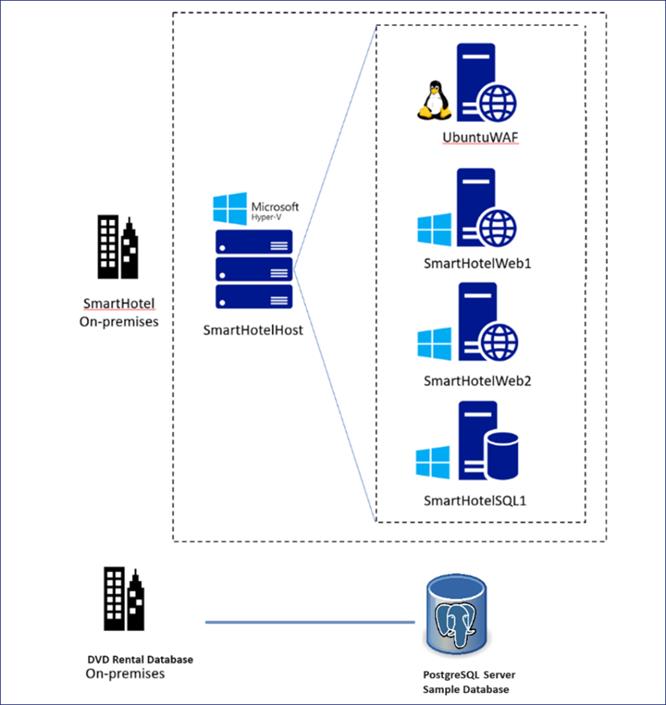 UbuntuWAF
Microsoft
Hyper-V
SmartHotelWeb1
SmartHotel
On-premises
SmartHotelHost
SmartHotelWeb2
SmartHotelSQL1
DVD Rental Database
On-premises
PostgreSQL Server
Sample Database